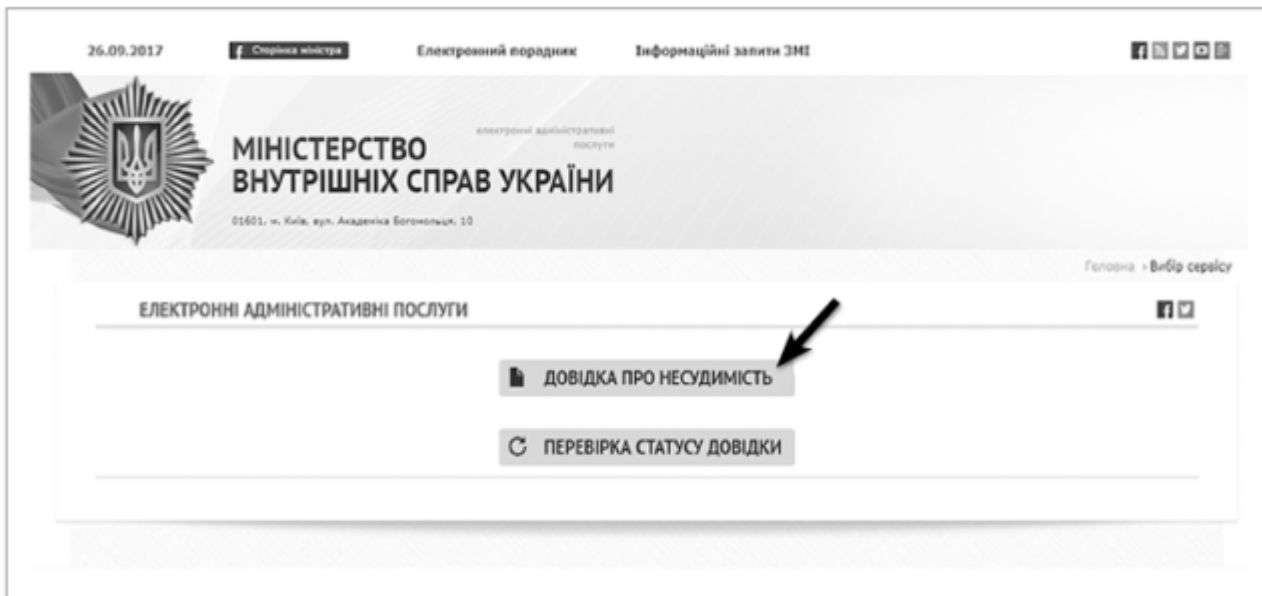 26.09.2017
Сторінка міністра
Електронний порадник
Інформаційні запити ЗМІ
електронні адміністративні
послуги
МІНІСТЕРСТВО
ВНУТРІШНІХ СПРАВ УКРАЇНИ
01601, м. Київ, вул. Академіка Богомольця, 10
Головна › Вибір сервісу
ЕЛЕКТРОННІ АДМІНІСТРАТИВНІ ПОСЛУГИ
ДОВІДКА ПРО НЕСУДИМІСТЬ
ПЕРЕВІРКА СТАТУСУ ДОВІДКИ